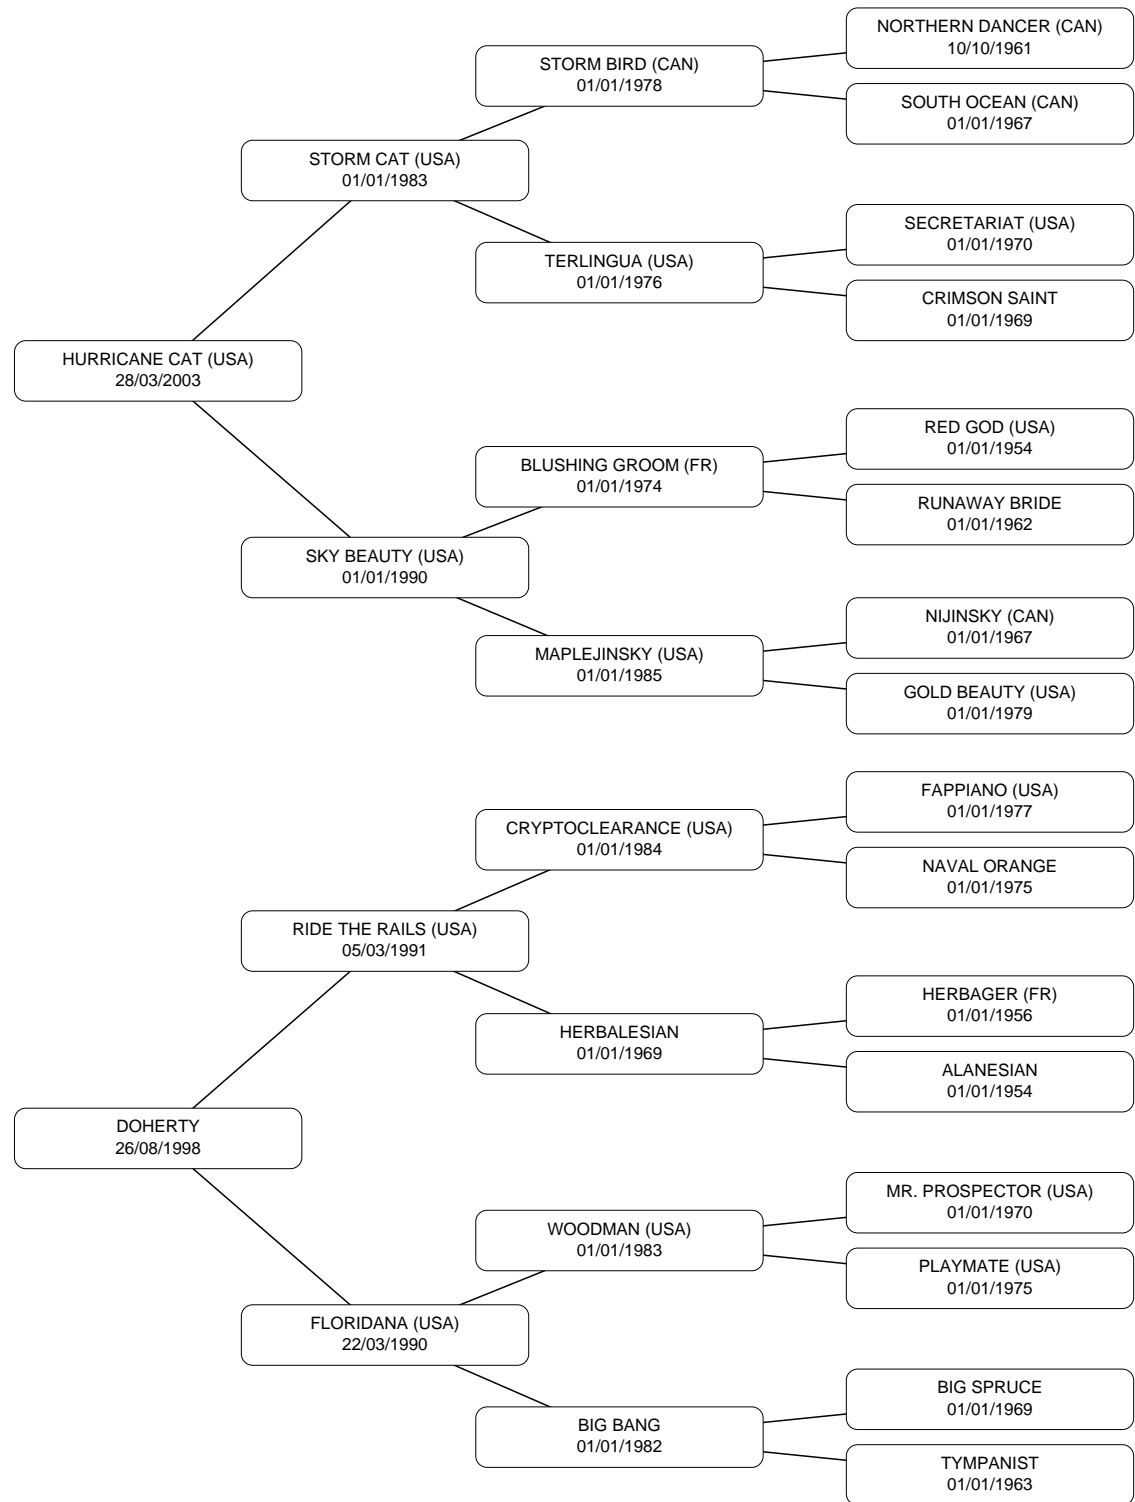 NORTHERN DANCER (CAN)
10/10/1961
STORM BIRD (CAN)
01/01/1978
SOUTH OCEAN (CAN)
01/01/1967
STORM CAT (USA)
01/01/1983
SECRETARIAT (USA)
01/01/1970
TERLINGUA (USA)
01/01/1976
CRIMSON SAINT
01/01/1969
HURRICANE CAT (USA)
28/03/2003
RED GOD (USA)
01/01/1954
BLUSHING GROOM (FR)
01/01/1974
RUNAWAY BRIDE
01/01/1962
SKY BEAUTY (USA)
01/01/1990
NIJINSKY (CAN)
01/01/1967
MAPLEJINSKY (USA)
01/01/1985
GOLD BEAUTY (USA)
01/01/1979
FAPPIANO (USA)
01/01/1977
CRYPTOCLEARANCE (USA)
01/01/1984
NAVAL ORANGE
01/01/1975
RIDE THE RAILS (USA)
05/03/1991
HERBAGER (FR)
01/01/1956
HERBALESIAN
01/01/1969
ALANESIAN
01/01/1954
DOHERTY
26/08/1998
MR. PROSPECTOR (USA)
01/01/1970
WOODMAN (USA)
01/01/1983
PLAYMATE (USA)
01/01/1975
FLORIDANA (USA)
22/03/1990
BIG SPRUCE
01/01/1969
BIG BANG
01/01/1982
TYMPANIST
01/01/1963